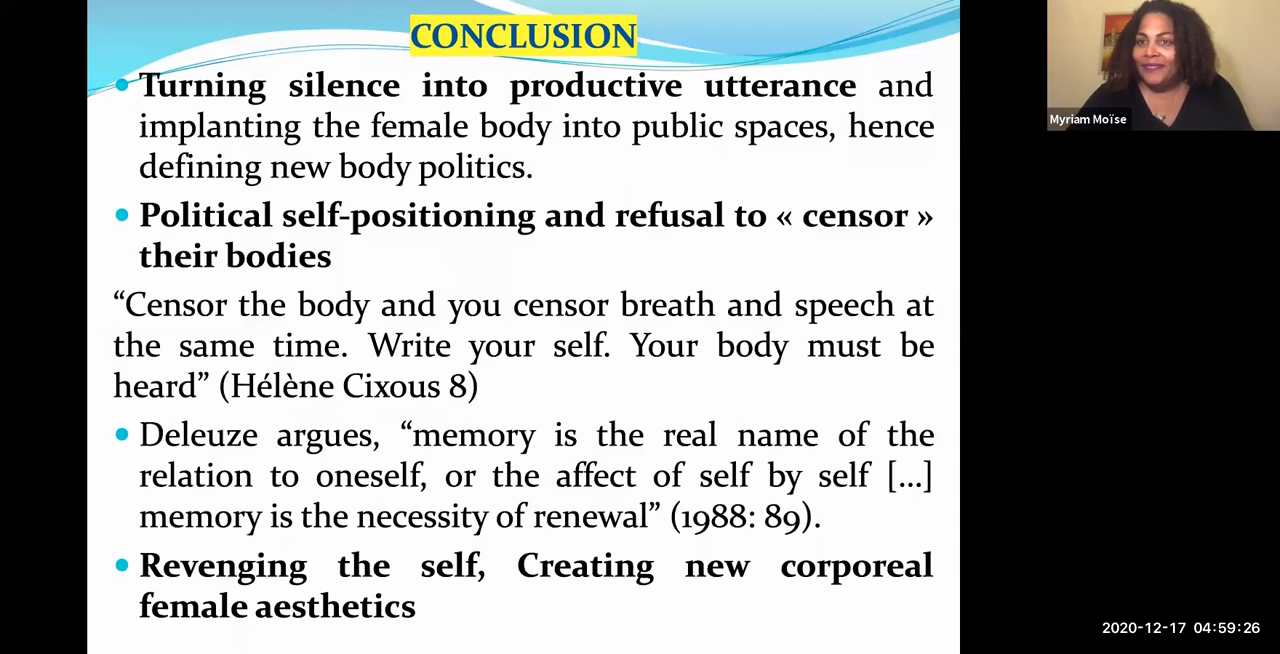 CONCLUSION
• Turning silence into productive utterance and
implanting the female body into public spaces, hence
defining new body politics.
• Political self-positioning and refusal to « censor »
their bodies
“Censor the body and you censor breath and speech at
the same time. Write your self. Your body must be
heard” (Hélène Cixous 8)
• Deleuze argues, “memory is the real name of the
relation to oneself, or the affect of self by self [...]
memory is the necessity of renewal” (1988: 89).
• Revenging the self, Creating new corporeal
female aesthetics
Myriam Moïse
2020-12-17 04:59:26